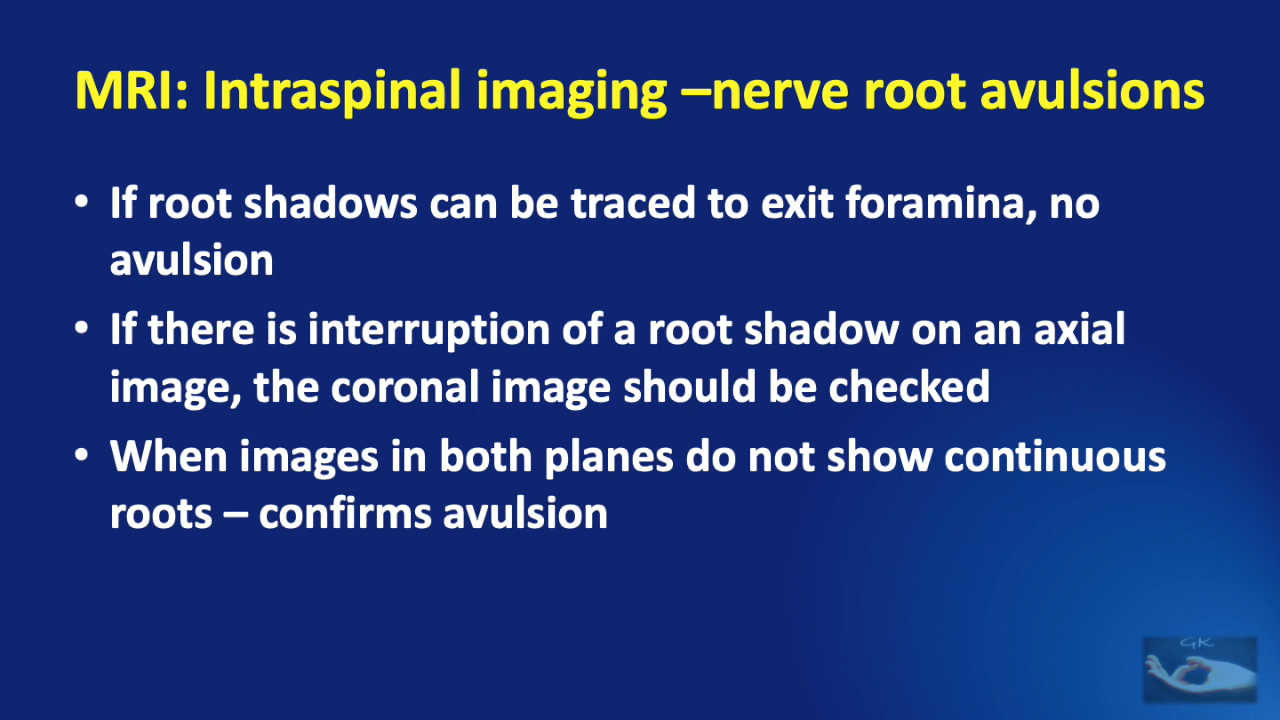 MRI: Intraspinal imaging –nerve root avulsions
• If root shadows can be traced to exit foramina, no
avulsion
• If there is interruption of a root shadow on an axial
image, the coronal image should be checked
• When images in both planes do not show continuous
roots – confirms avulsion
GK